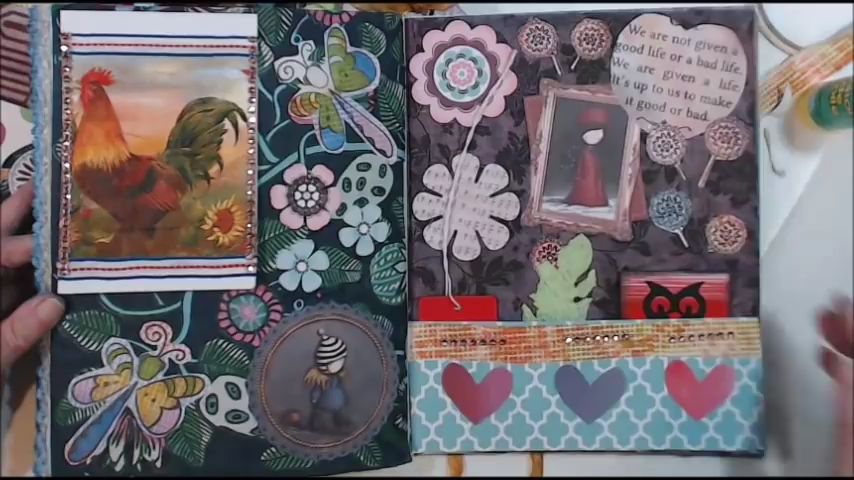 We are not given a
good life or a bad life.
We are given a life.
It's up to us to make
it good or bad.